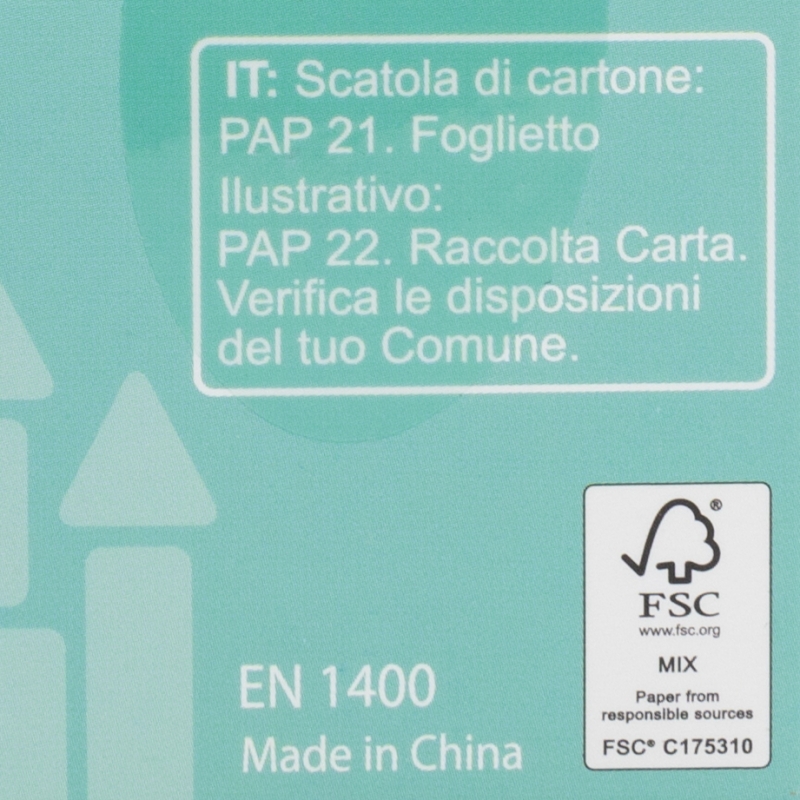 IT: Scatola di cartone:
PAP 21. Foglietto
Ilustrativo:
PAP 22. Raccolta Carta.
Verifica le disposizioni
del tuo Comune.
®
FSC
www.fsc.org
MIX
Paper from
responsible sources
FSC® C175310
EN 1400
Made in China